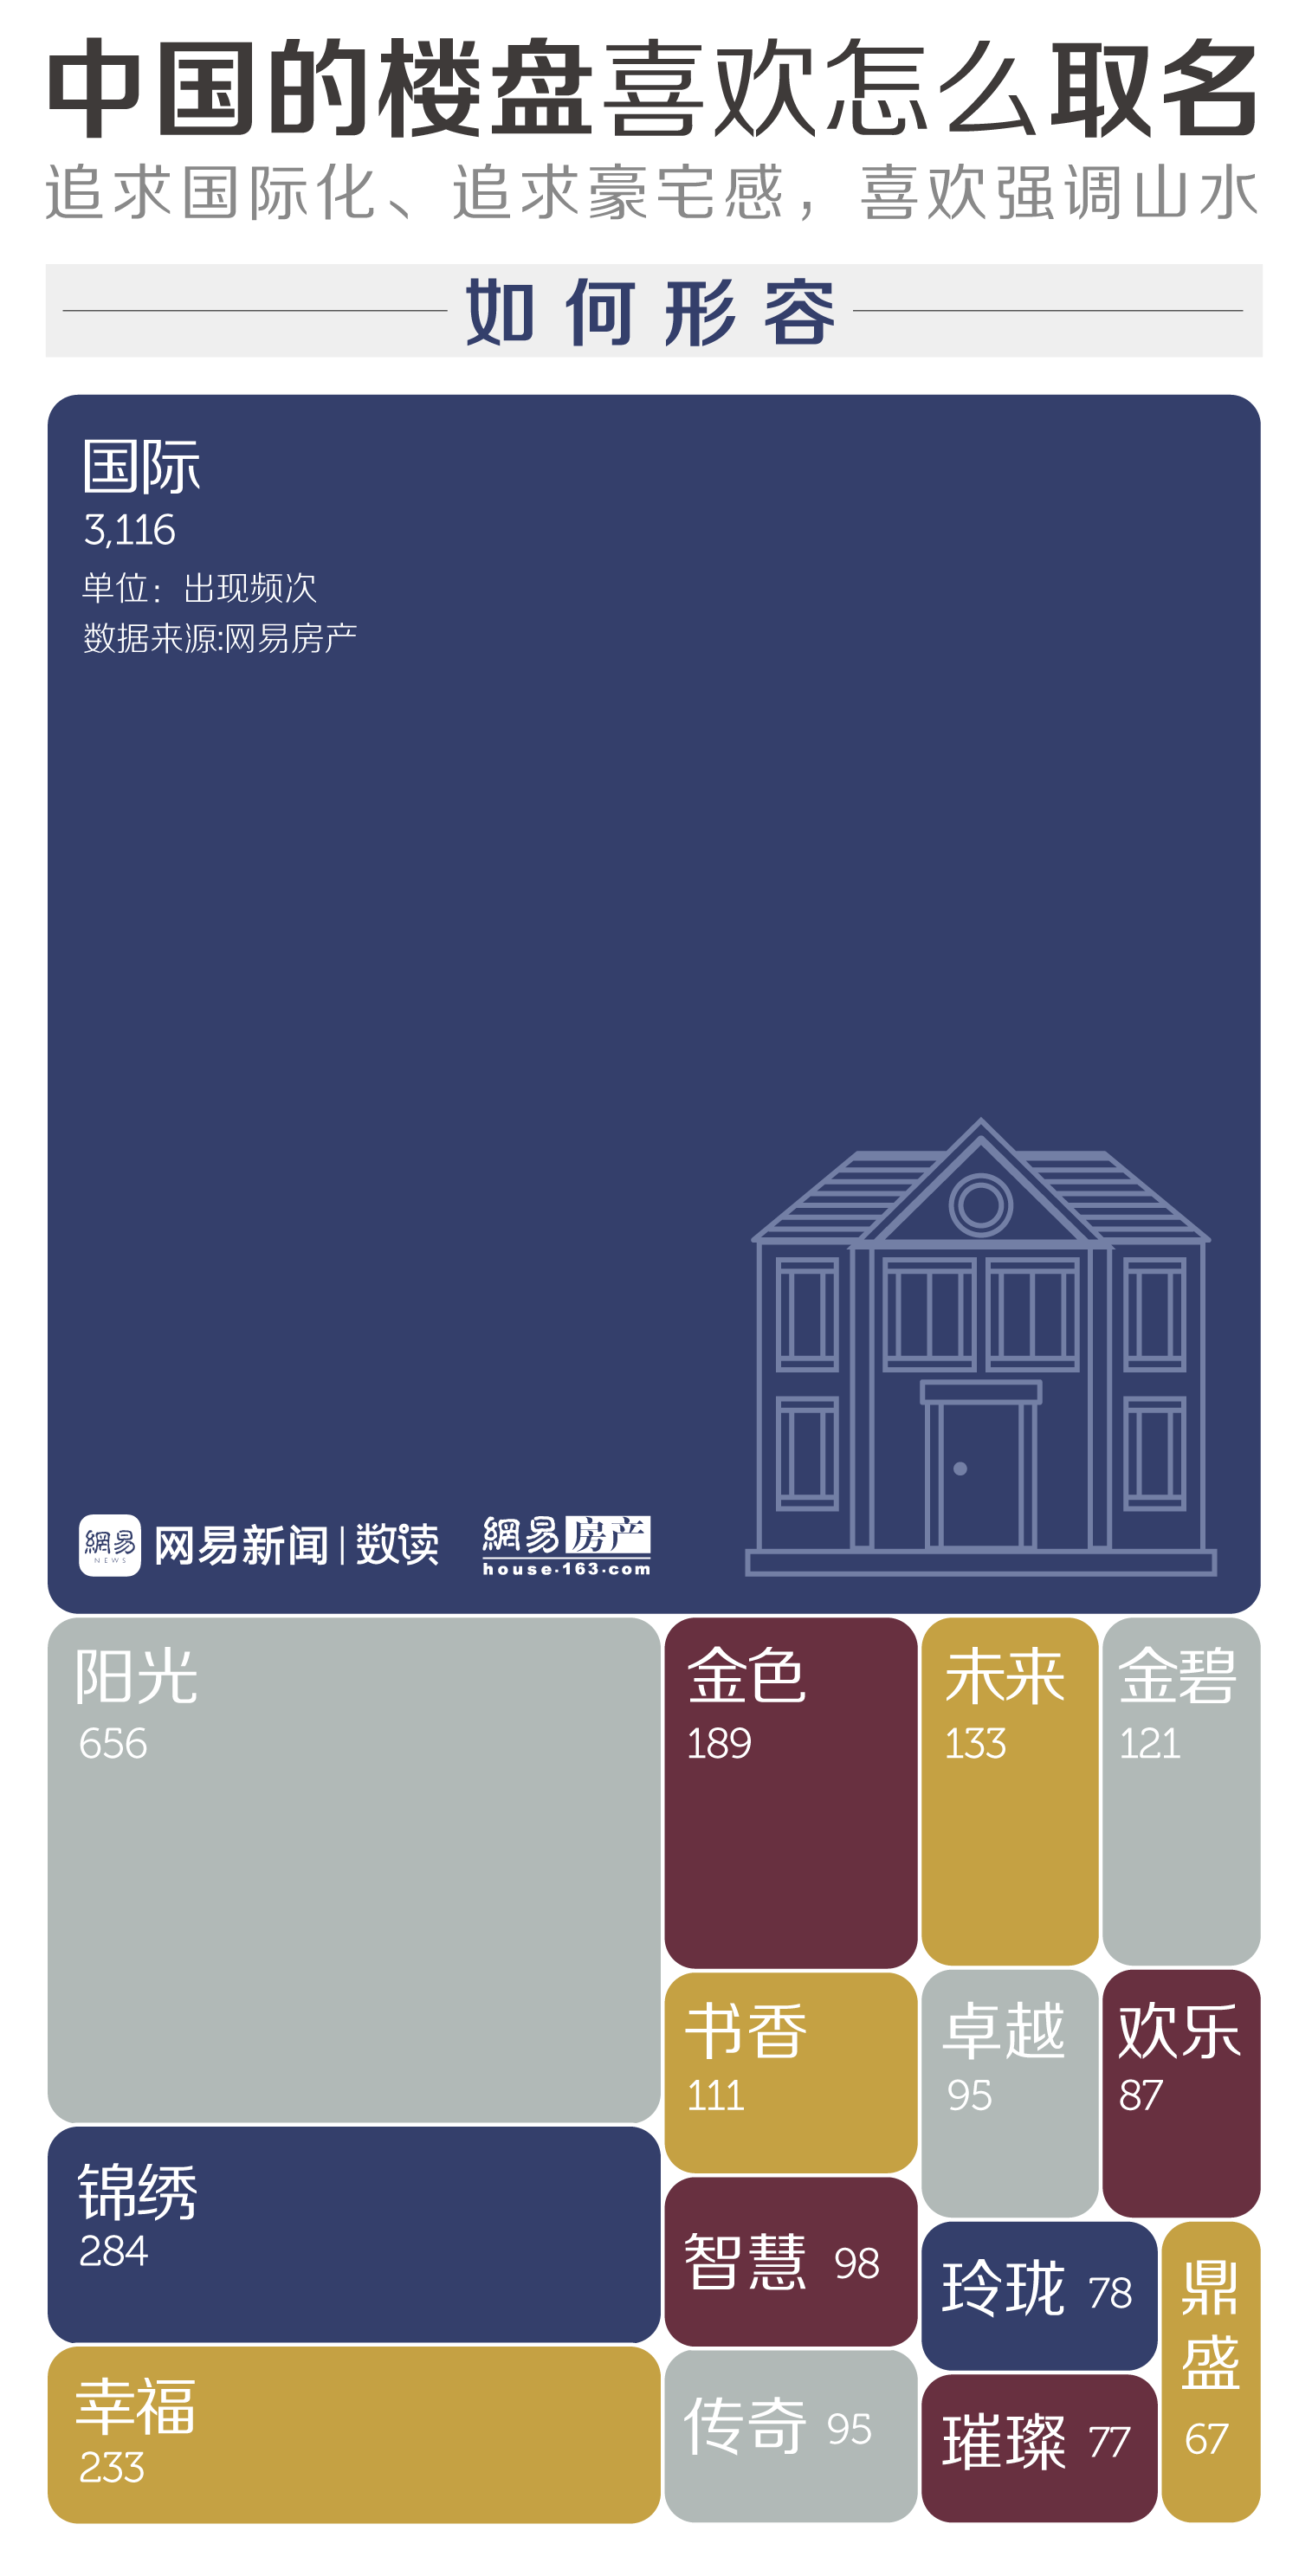 中国的楼盘喜欢怎么取名
追求国际化、追求豪宅感，喜欢强调山水
如何形容
国际
3,116
单位：出现频次
数据来源:网易房产
網易
NEWS
网易新闻|数读
網易房产
house·163·com
阳光
656
金色
189
未来
133
金碧
121
书香
111
卓越
95
欢乐
87
锦绣
284
智慧 98
玲珑 78
鼎
盛
67
幸福
233
传奇 95
璀璨 77